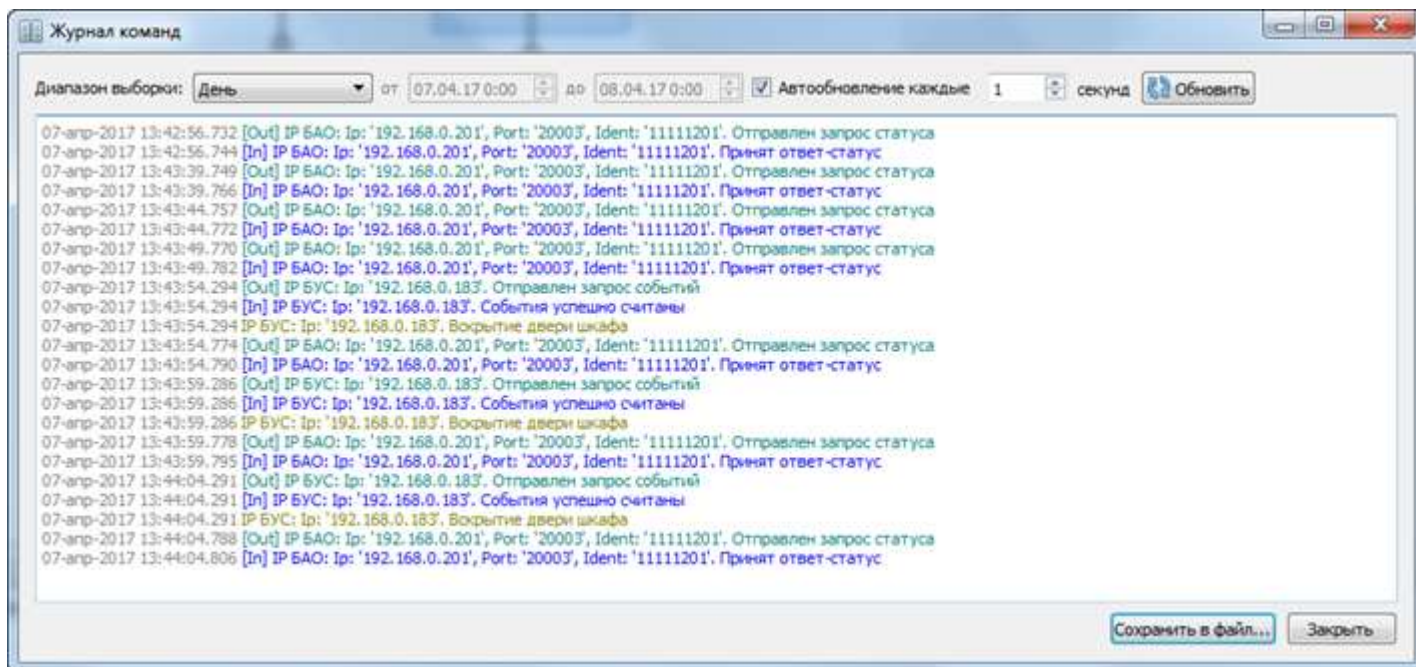 Журнал команд
Диапазон выборки: День от 07.04.17 0:00 до 08.04.17 0:00 Автообновление каждые 1 секунд Обновить
07-апр-2017 13:42:56.732 [Out] IP БАО: Ip: '192.168.0.201', Port: '20003', Ident: '11111201'. Отправлен запрос статуса
07-апр-2017 13:42:56.744 [In] IP БАО: Ip: '192.168.0.201', Port: '20003', Ident: '11111201'. Принят ответ-статус
07-апр-2017 13:43:39.749 [Out] IP БАО: Ip: '192.168.0.201', Port: '20003', Ident: '11111201'. Отправлен запрос статуса
07-апр-2017 13:43:39.766 [In] IP БАО: Ip: '192.168.0.201', Port: '20003', Ident: '11111201'. Принят ответ-статус
07-апр-2017 13:43:44.757 [Out] IP БАО: Ip: '192.168.0.201', Port: '20003', Ident: '11111201'. Отправлен запрос статуса
07-апр-2017 13:43:44.772 [In] IP БАО: Ip: '192.168.0.201', Port: '20003', Ident: '11111201'. Принят ответ-статус
07-апр-2017 13:43:49.770 [Out] IP БАО: Ip: '192.168.0.201', Port: '20003', Ident: '11111201'. Отправлен запрос статуса
07-апр-2017 13:43:49.782 [In] IP БАО: Ip: '192.168.0.201', Port: '20003', Ident: '11111201'. Принят ответ-статус
07-апр-2017 13:43:54.294 [Out] IP БУС: Ip: '192.168.0.183'. Отправлен запрос событий
07-апр-2017 13:43:54.294 [In] IP БУС: Ip: '192.168.0.183'. События успешно считаны
07-апр-2017 13:43:54.294 IP БУС: Ip: '192.168.0.183'. Вскрытие двери шкафа
07-апр-2017 13:43:54.774 [Out] IP БАО: Ip: '192.168.0.201', Port: '20003', Ident: '11111201'. Отправлен запрос статуса
07-апр-2017 13:43:54.790 [In] IP БАО: Ip: '192.168.0.201', Port: '20003', Ident: '11111201'. Принят ответ-статус
07-апр-2017 13:43:59.286 [Out] IP БУС: Ip: '192.168.0.183'. Отправлен запрос событий
07-апр-2017 13:43:59.286 [In] IP БУС: Ip: '192.168.0.183'. События успешно считаны
07-апр-2017 13:43:59.286 IP БУС: Ip: '192.168.0.183'. Вскрытие двери шкафа
07-апр-2017 13:43:59.778 [Out] IP БАО: Ip: '192.168.0.201', Port: '20003', Ident: '11111201'. Отправлен запрос статуса
07-апр-2017 13:43:59.795 [In] IP БАО: Ip: '192.168.0.201', Port: '20003', Ident: '11111201'. Принят ответ-статус
07-апр-2017 13:44:04.291 [Out] IP БУС: Ip: '192.168.0.183'. Отправлен запрос событий
07-апр-2017 13:44:04.291 [In] IP БУС: Ip: '192.168.0.183'. События успешно считаны
07-апр-2017 13:44:04.291 IP БУС: Ip: '192.168.0.183'. Вскрытие двери шкафа
07-апр-2017 13:44:04.788 [Out] IP БАО: Ip: '192.168.0.201', Port: '20003', Ident: '11111201'. Отправлен запрос статуса
07-апр-2017 13:44:04.806 [In] IP БАО: Ip: '192.168.0.201', Port: '20003', Ident: '11111201'. Принят ответ-статус
Сохранить в файл... Закрыть